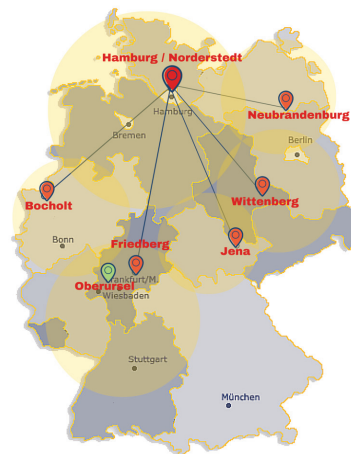 Hamburg / Norderstedt
Hamburg
Neubrandenburg
Bremen
Berlin
Wittenberg
Bocholt
Friedberg
Jena
Bonn
Frankfurt/M.
Oberursel
Wiesbaden
Stuttgart
München